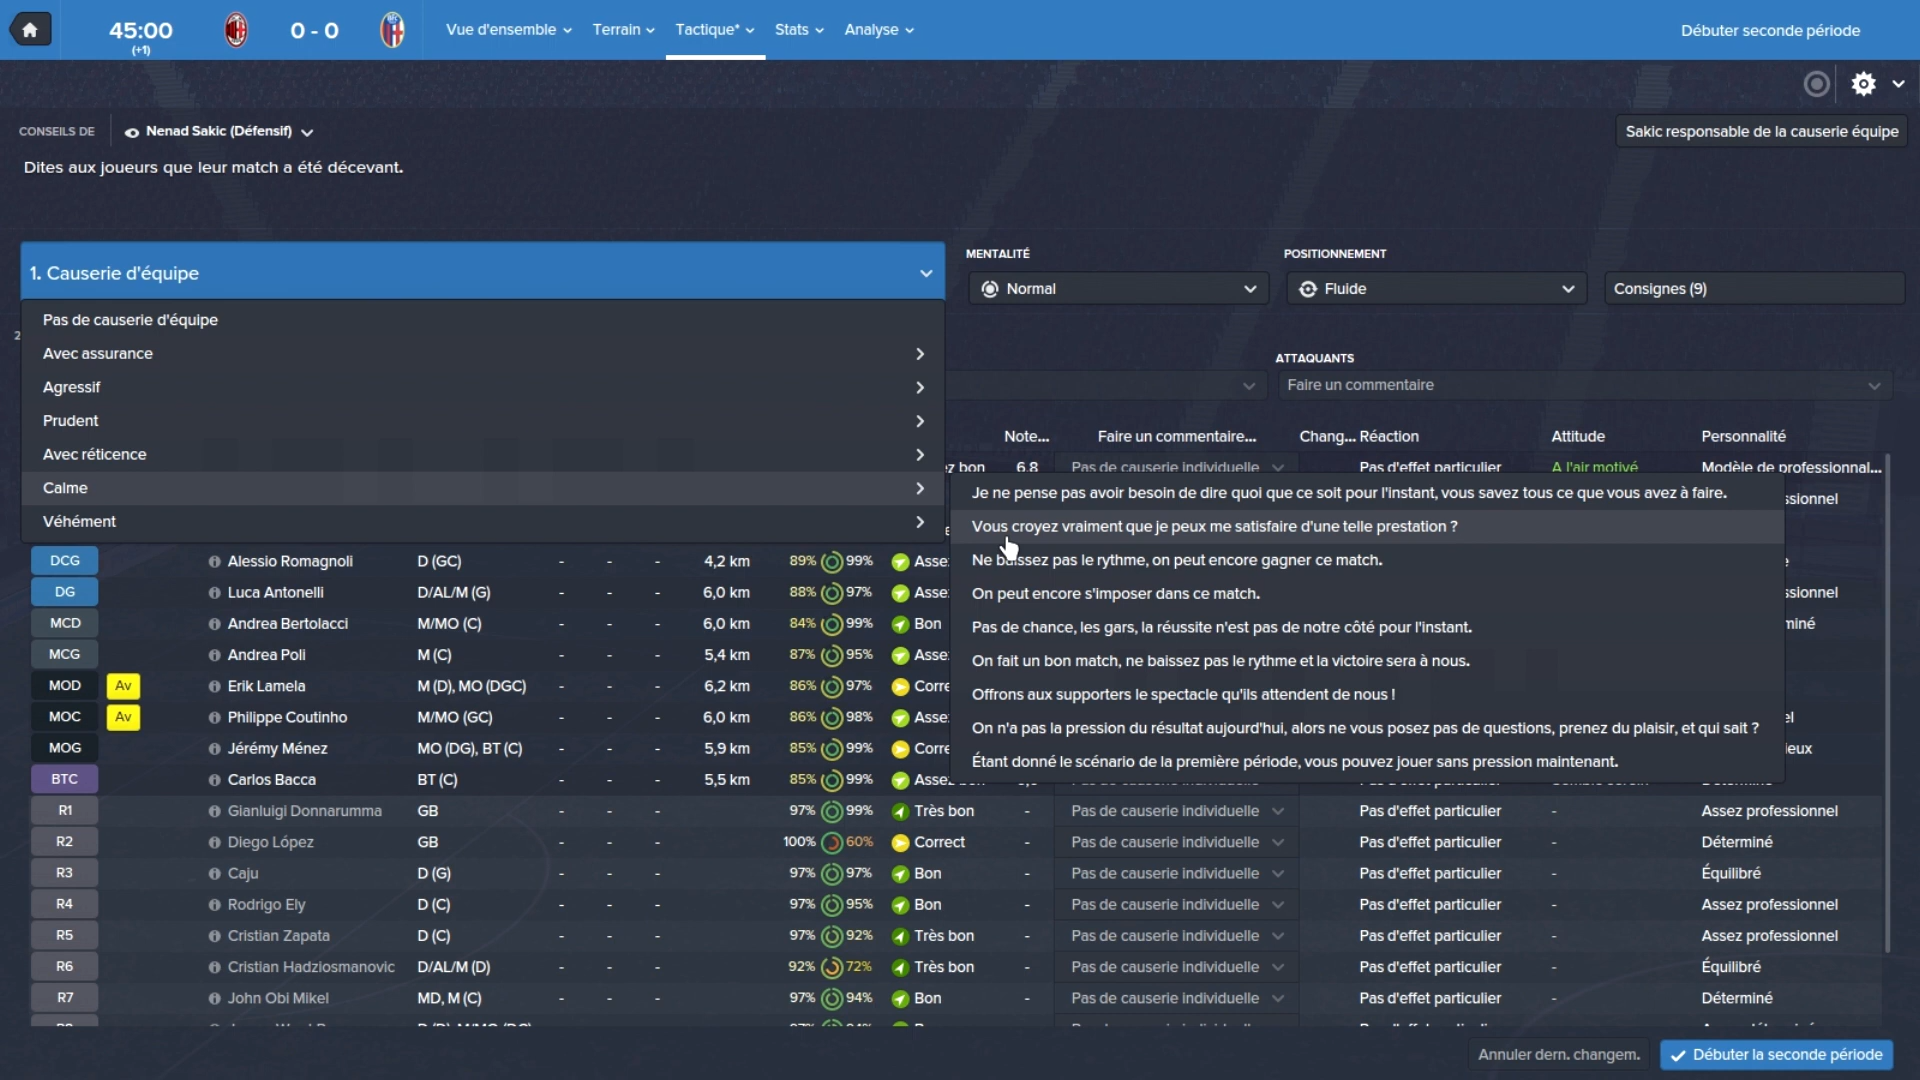 45:00
(+1)
0 - 0
Vue d'ensemble
Terrain
Tactique*
Stats
Analyse
Débuter seconde période
CONSEILS DE
Nenad Sakic (Défensif)
Sakic responsable de la causerie équipe
Dites aux joueurs que leur match a été décevant.
1. Causerie d'équipe
MENTALITÉ
Normal
POSITIONNEMENT
Fluide
Consignes (9)
Pas de causerie d'équipe
Avec assurance
Agressif
Prudent
Avec réticence
Calme
Véhément
ATTAQUANTS
Faire un commentaire
Note... Faire un commentaire... Chang... Réaction Attitude Personnalité
bon 6.8 Pas de causerie individuelle Pas d'effet particulier A l'air motivé Modèle de professionnal...
Je ne pense pas avoir besoin de dire quoi que ce soit pour l'instant, vous savez tous ce que vous avez à faire.
Vous croyez vraiment que je peux me satisfaire d'une telle prestation ?
Ne baissez pas le rythme, on peut encore gagner ce match.
On peut encore s'imposer dans ce match.
Pas de chance, les gars, la réussite n'est pas de notre côté pour l'instant.
On fait un bon match, ne baissez pas le rythme et la victoire sera à nous.
Offrons aux supporters le spectacle qu'ils attendent de nous !
On n'a pas la pression du résultat aujourd'hui, alors ne vous posez pas de questions, prenez du plaisir, et qui sait ?
Étant donné le scénario de la première période, vous pouvez jouer sans pression maintenant.
DCG Alessio Romagnoli D (GC) - - - 4,2 km 89% 99% Asse
DG Luca Antonelli D/AL/M (G) - - - 6,0 km 88% 97% Asse
MCD Andrea Bertolacci M/MO (C) - - - 6,0 km 84% 99% Bon
MCG Andrea Poli M (C) - - - 5,4 km 87% 95% Asse
MOD Av Erik Lamela M (D), MO (DGC) - - - 6,2 km 86% 97% Corre
MOC Av Philippe Coutinho M/MO (GC) - - - 6,0 km 86% 98% Asse
MOG Jérémy Ménez MO (DG), BT (C) - - - 5,9 km 85% 99% Corre
BTC Carlos Bacca BT (C) - - - 5,5 km 85% 99%
R1 Gianluigi Donnarumma GB 97% 99% Très bon - Pas de causerie individuelle Pas d'effet particulier - Assez professionnel
R2 Diego López GB 100% 60% Correct - Pas de causerie individuelle Pas d'effet particulier - Déterminé
R3 Caju D (G) - - - 97% 97% Bon - Pas de causerie individuelle Pas d'effet particulier - Équilibré
R4 Rodrigo Ely D (C) - - - 97% 95% Bon - Pas de causerie individuelle Pas d'effet particulier - Assez professionnel
R5 Cristian Zapata D (C) - - - 97% 92% Très bon - Pas de causerie individuelle Pas d'effet particulier - Assez professionnel
R6 Cristian Hadziosmanovic D/AL/M (D) - - - 92% 72% Très bon - Pas de causerie individuelle Pas d'effet particulier - Équilibré
R7 John Obi Mikel MD, M (C) - - - 97% 94% Bon - Pas de causerie individuelle Pas d'effet particulier - Déterminé
Annuler dern. changem.
Débuter la seconde période